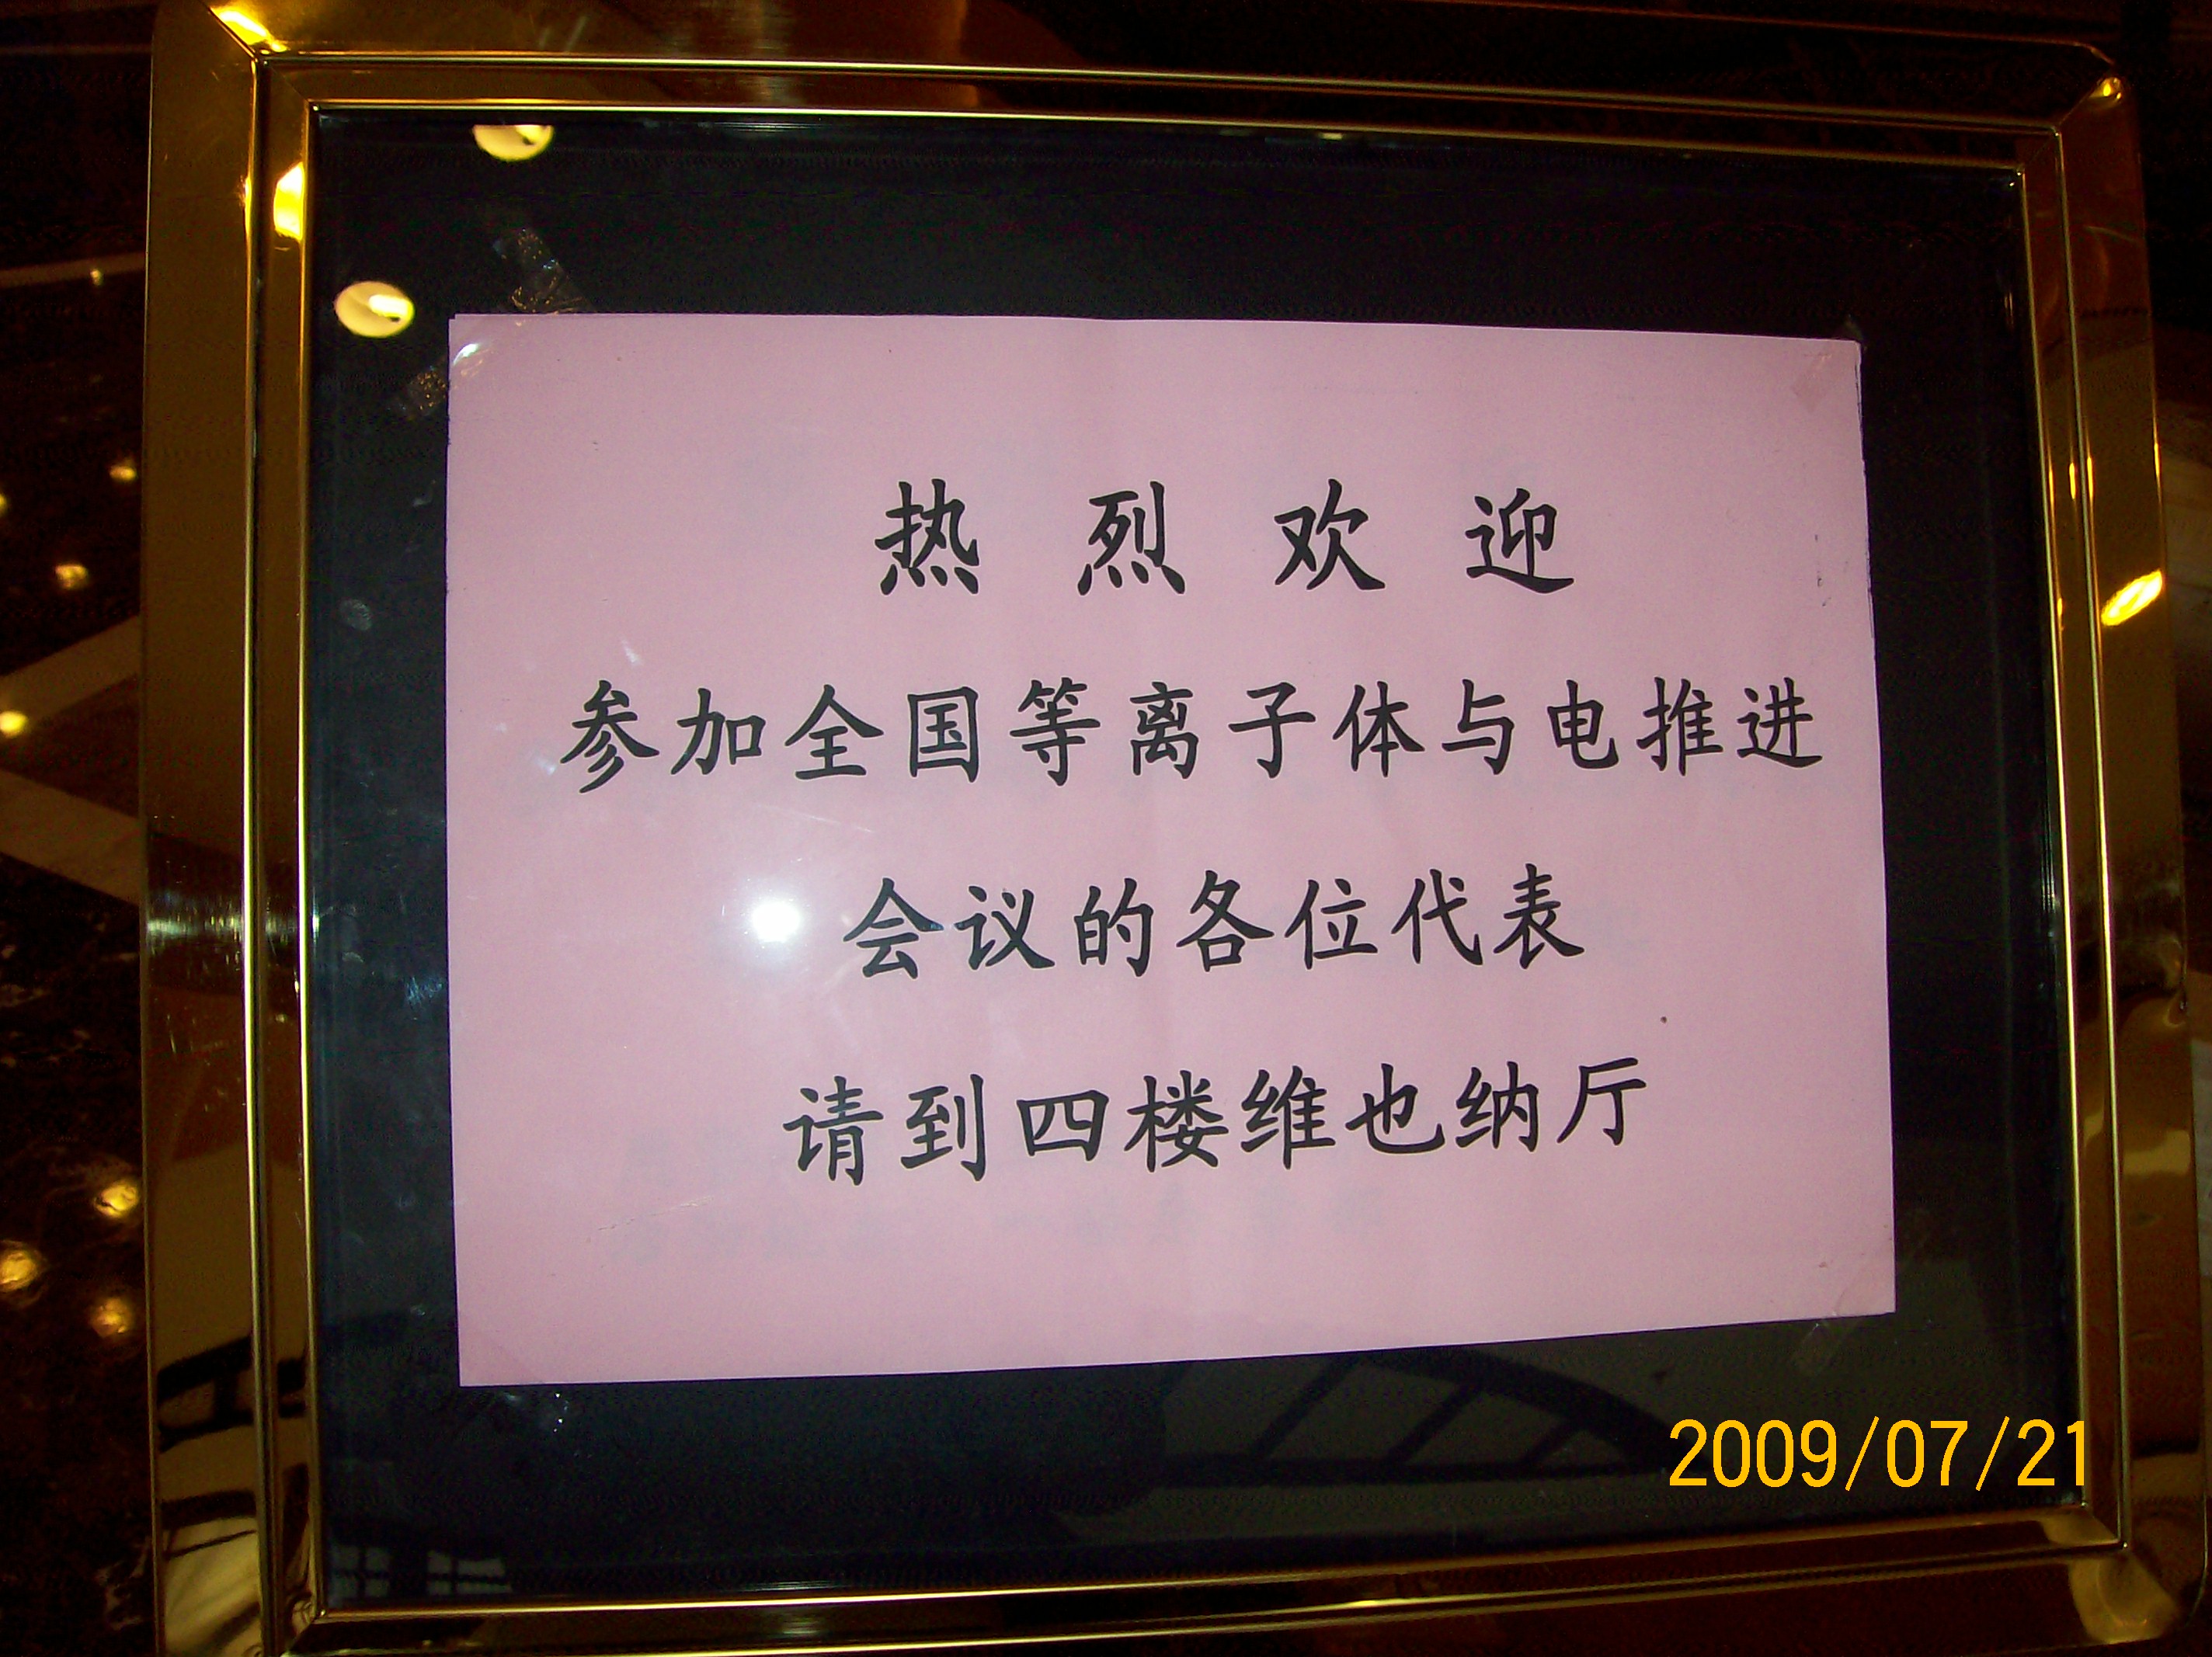 热烈欢迎
参加全国等离子体与电推进
会议的各位代表
请到四楼维也纳厅
2009/07/21